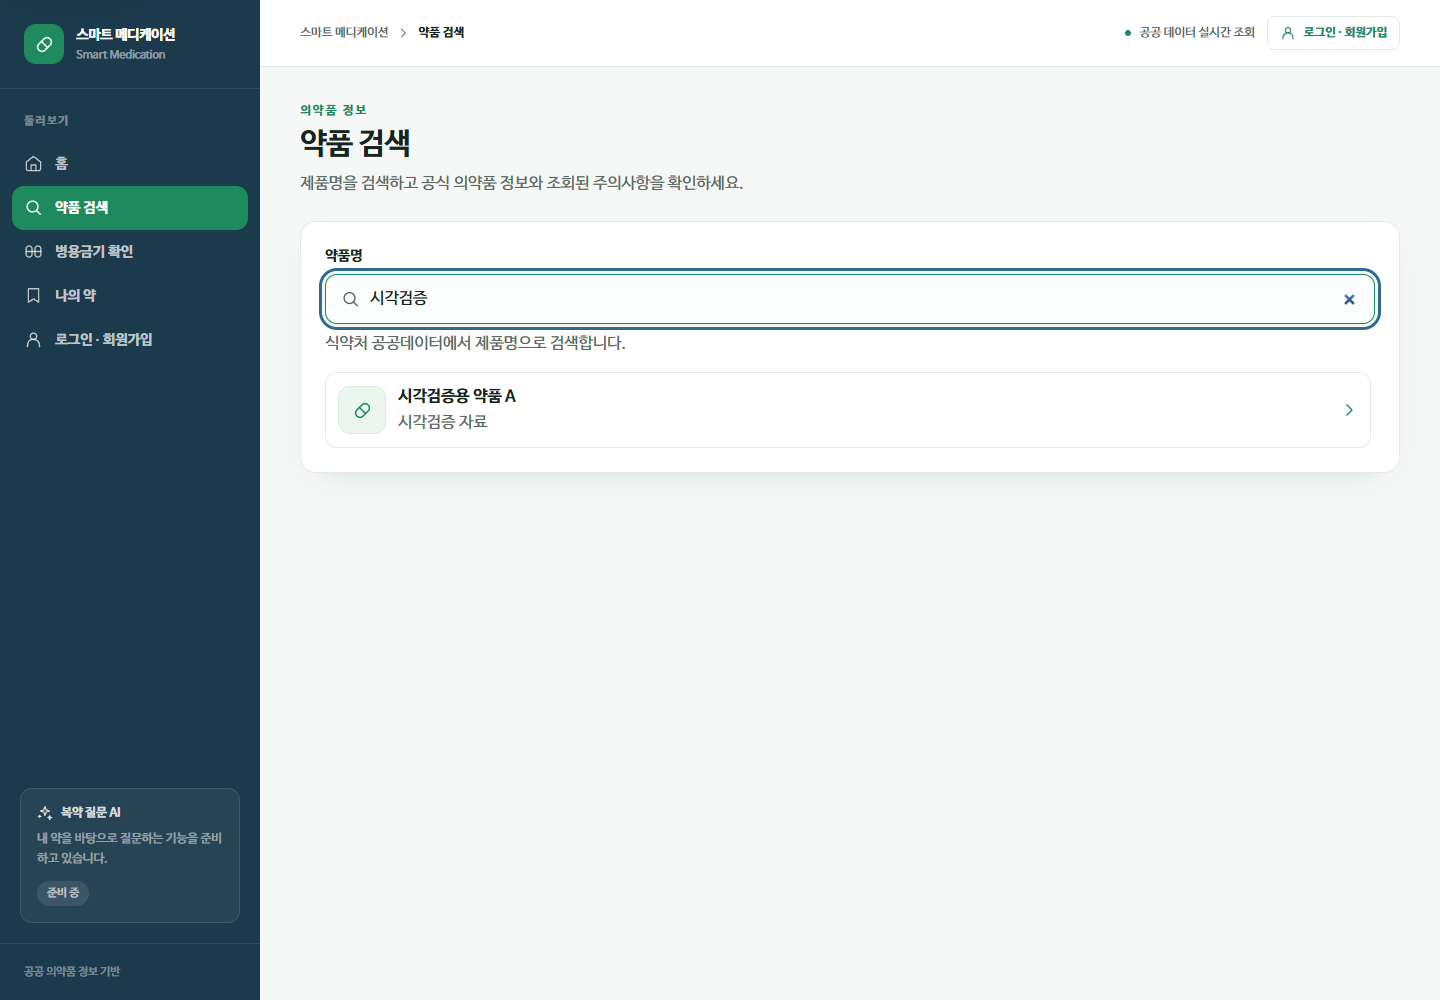 스마트 메디케이션
Smart Medication
둘러보기
홈
약품 검색
병용금기 확인
나의 약
로그인 · 회원가입
복약 질문 AI
내 약을 바탕으로 질문하는 기능을 준비
하고 있습니다.
준비 중
공공 의약품 정보 기반
스마트 메디케이션 > 약품 검색
공공 데이터 실시간 조회
로그인 · 회원가입
의약품 정보
약품 검색
제품명을 검색하고 공식 의약품 정보와 조회된 주의사항을 확인하세요.
약품명
시각검증
식약처 공공데이터에서 제품명으로 검색합니다.
시각검증용 약품 A
시각검증 자료